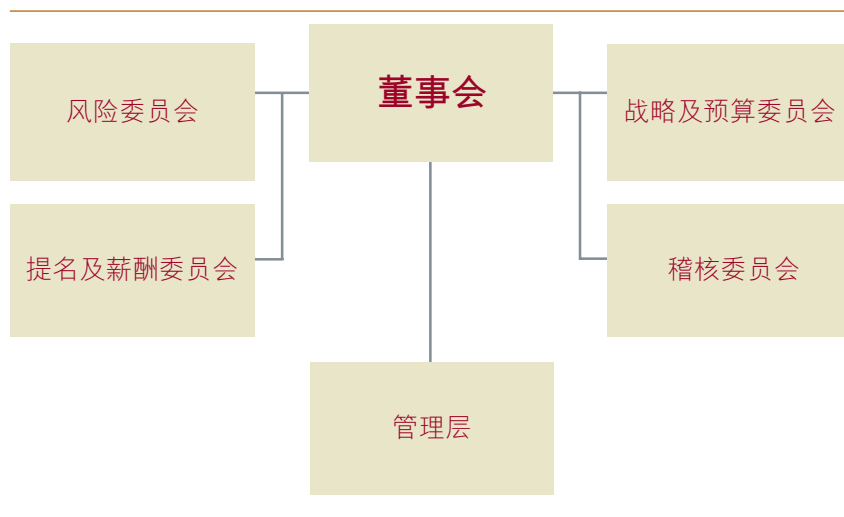 董事会
风险委员会
战略及预算委员会
提名及薪酬委员会
稽核委员会
管理层